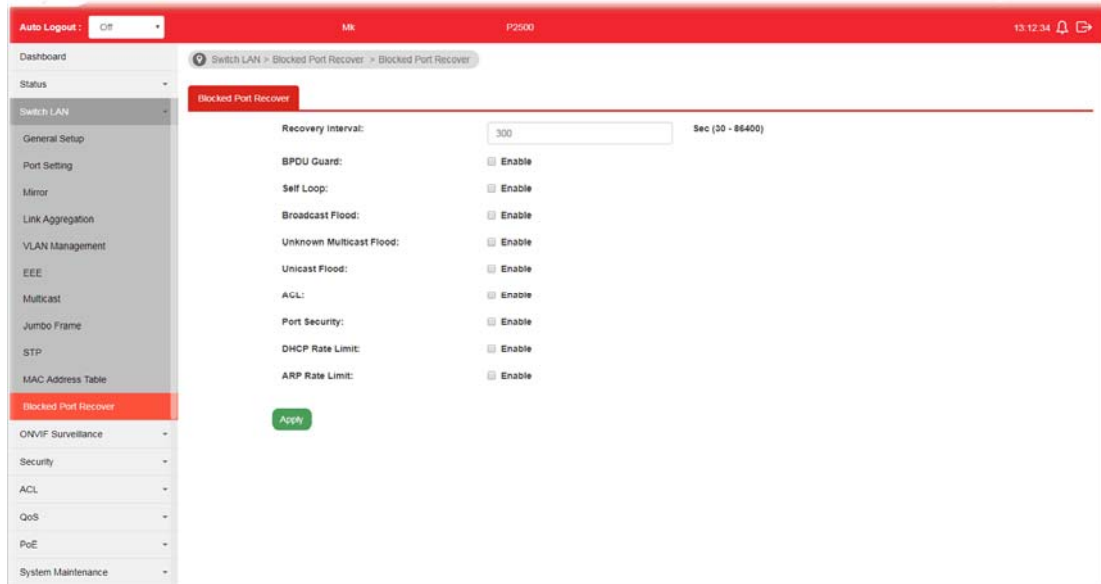 Auto Logout : Off Mk P2500 13:12:34
Dashboard
Status
Switch LAN
General Setup
Port Setting
Mirror
Link Aggregation
VLAN Management
EEE
Multicast
Jumbo Frame
STP
MAC Address Table
Blocked Port Recover
ONVIF Surveillance
Security
ACL
QoS
PoE
System Maintenance
Switch LAN > Blocked Port Recover > Blocked Port Recover
Blocked Port Recover
Recovery Interval: 300 Sec (30 - 86400)
BPDU Guard: Enable
Self Loop: Enable
Broadcast Flood: Enable
Unknown Multicast Flood: Enable
Unicast Flood: Enable
ACL: Enable
Port Security: Enable
DHCP Rate Limit: Enable
ARP Rate Limit: Enable
Apply